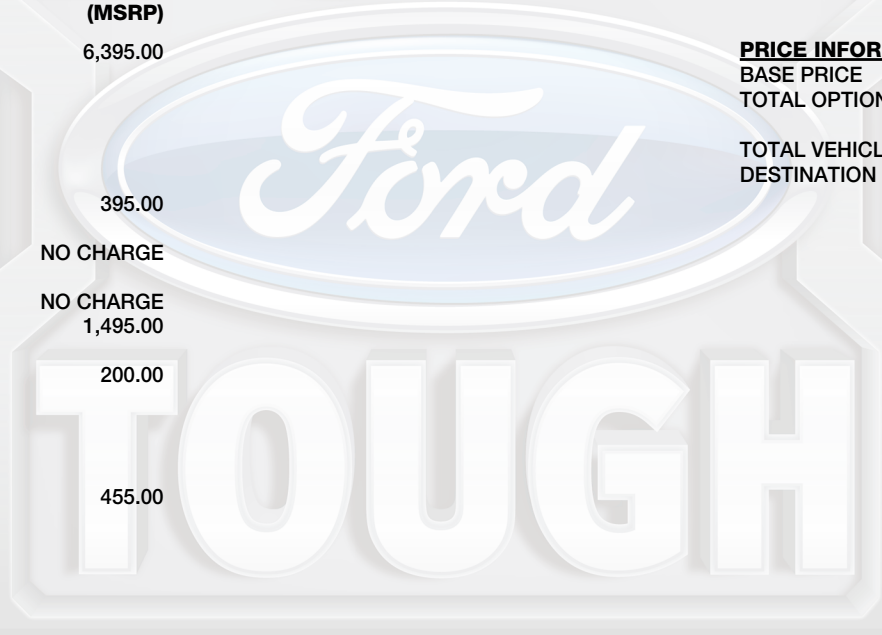 (MSRP)
6,395.00
395.00
NO CHARGE
NO CHARGE
1,495.00
200.00
455.00
PRICE INFOR
BASE PRICE
TOTAL OPTION
TOTAL VEHICL
DESTINATION
Ford
TOUGH